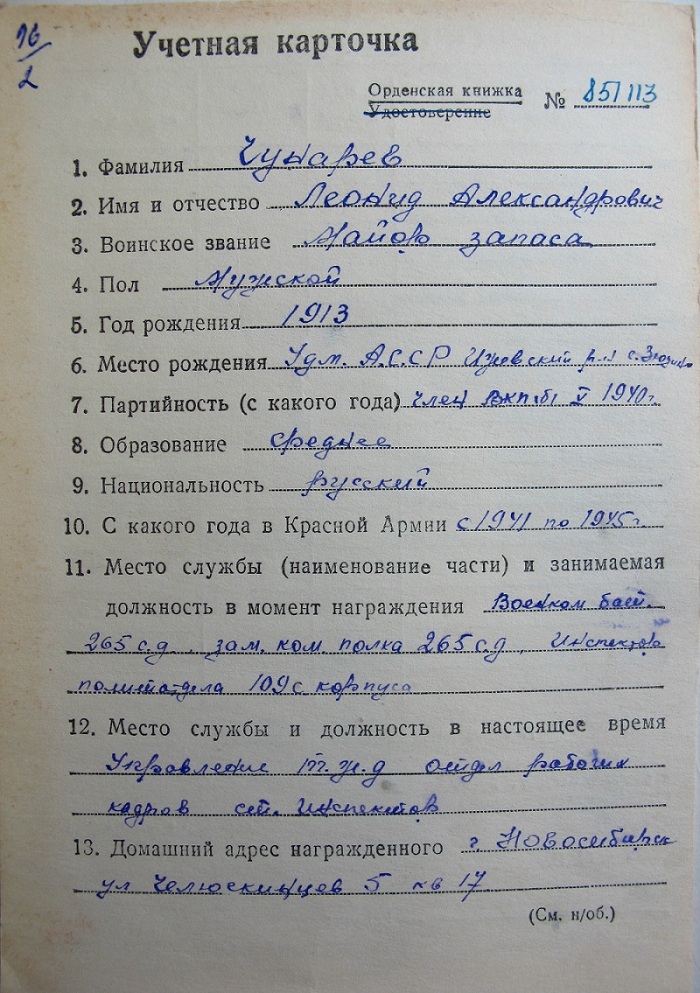 16/2
Учетная карточка
Орденская книжка
Удостоверение № 851113
1. Фамилия Чунарев
2. Имя и отчество Леонид Александрович
3. Воинское звание Майор запаса
4. Пол Мужской
5. Год рождения 1913
6. Место рождения Удм. А.С.С.Р Ижевский р-н с.
7. Партийность (с какого года) член ВКП(б) V 1940г.
8. Образование среднее
9. Национальность русский
10. С какого года в Красной Армии с 1941 по 1945г.
11. Место службы (наименование части) и занимаемая
должность в момент награждения Военком бат.
265 с.д. зам. ком полка 265 с.д, Инспектор
политотдела 109 с. корпуса
12. Место службы и должность в настоящее время
Управление Т.ж.д отдел рабочих
кадров ст. Инспектор
13. Домашний адрес награжденного г. Новосибирск
ул Челюскинцев 5 кв 17
(См. н/об.)